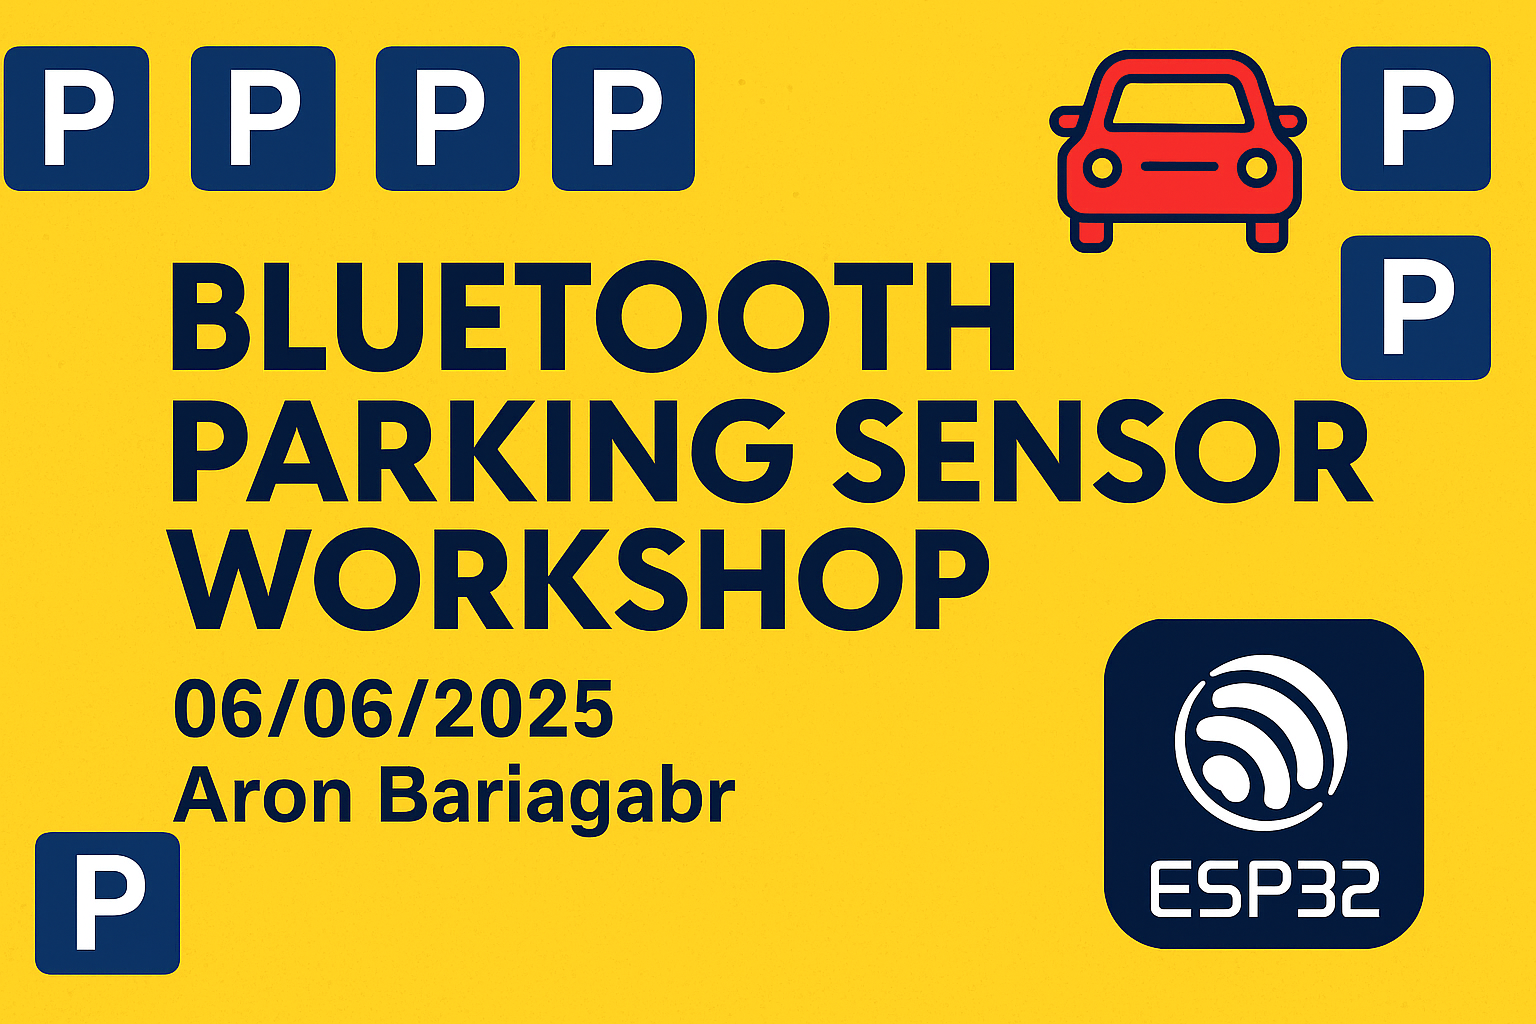 P P P P P
P
BLUETOOTH
PARKING SENSOR
WORKSHOP
06/06/2025
Aron Bariagabr
P
ESP32